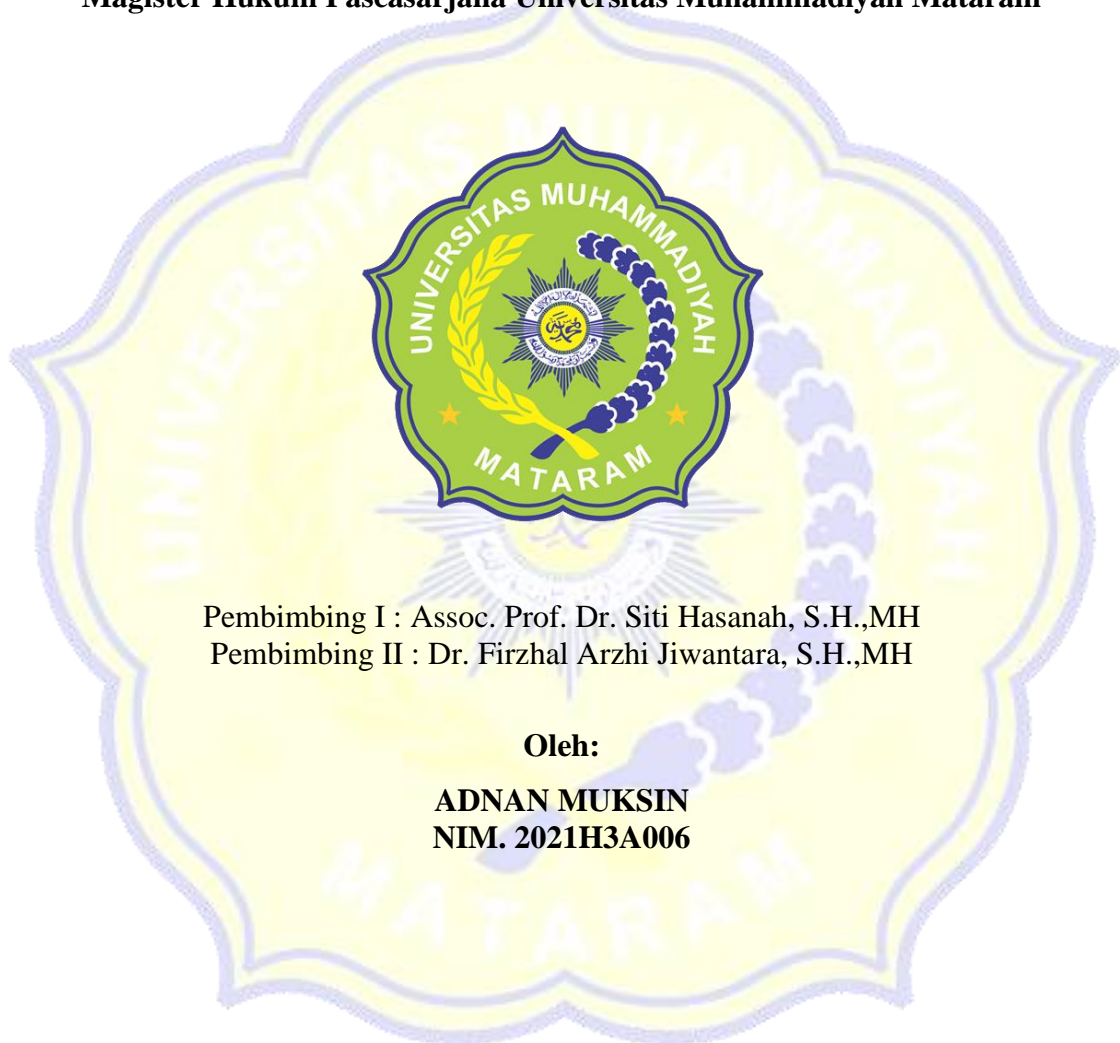 Magister Hukum Pascasarjana Universitas Muhammadiyah Mataram
UNIVERSITAS MUHAMMADIYAH
MATARAM
Pembimbing I : Assoc. Prof. Dr. Siti Hasanah, S.H.,MH
Pembimbing II : Dr. Firzhal Arzhi Jiwantara, S.H.,MH
Oleh:
ADNAN MUKSIN
NIM. 2021H3A006